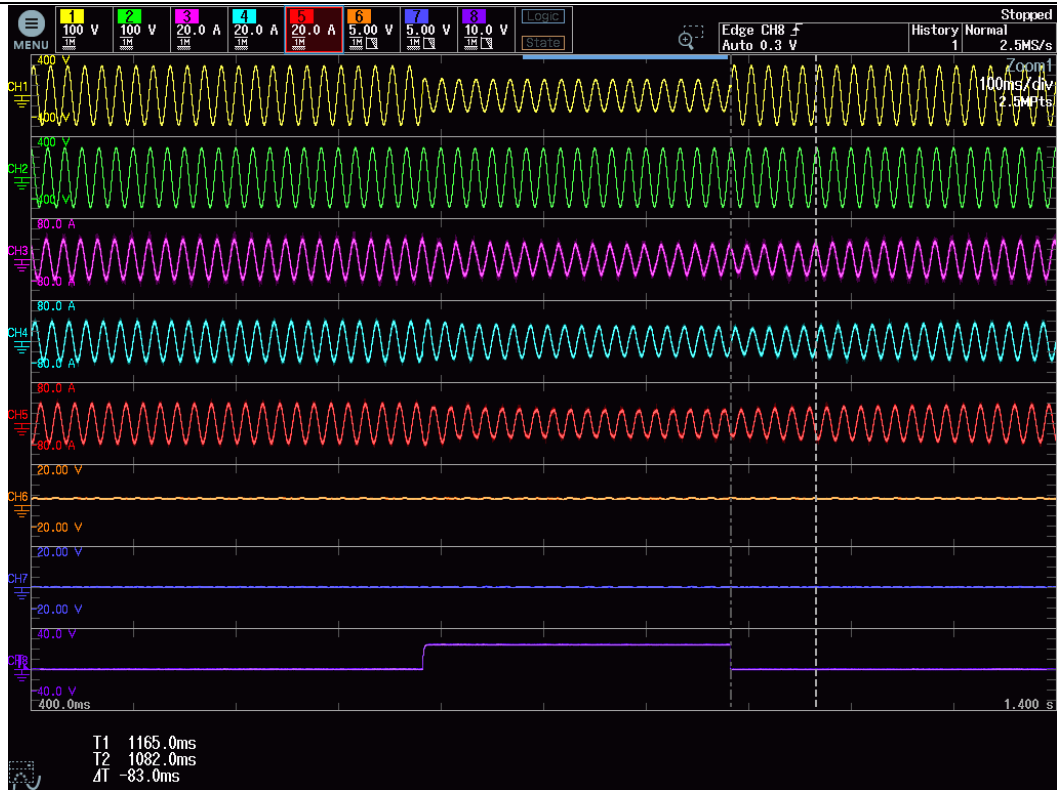 MENU
1 2 3 4 5 6 7 8
100 V 100 V 20.0 A 20.0 A 20.0 A 5.00 V 5.00 V 10.0 V
1M 1M 1M 1M 1M 1M 1M 1M
Logic
State
Stopped
Edge CH8
Auto 0.3 V
History Normal
1 2.5MS/s
Zoom1
100ms/div
2.5MPts
400 V
CH1
-400 V
400 V
CH2
-400 V
80.0 A
CH3
-80.0 A
80.0 A
CH4
-80.0 A
80.0 A
CH5
-80.0 A
20.00 V
CH6
-20.00 V
20.00 V
CH7
-20.00 V
40.0 V
CH8
-40.0 V
400.0ms 1.400 s
T1 1165.0ms
T2 1082.0ms
ΔT -83.0ms